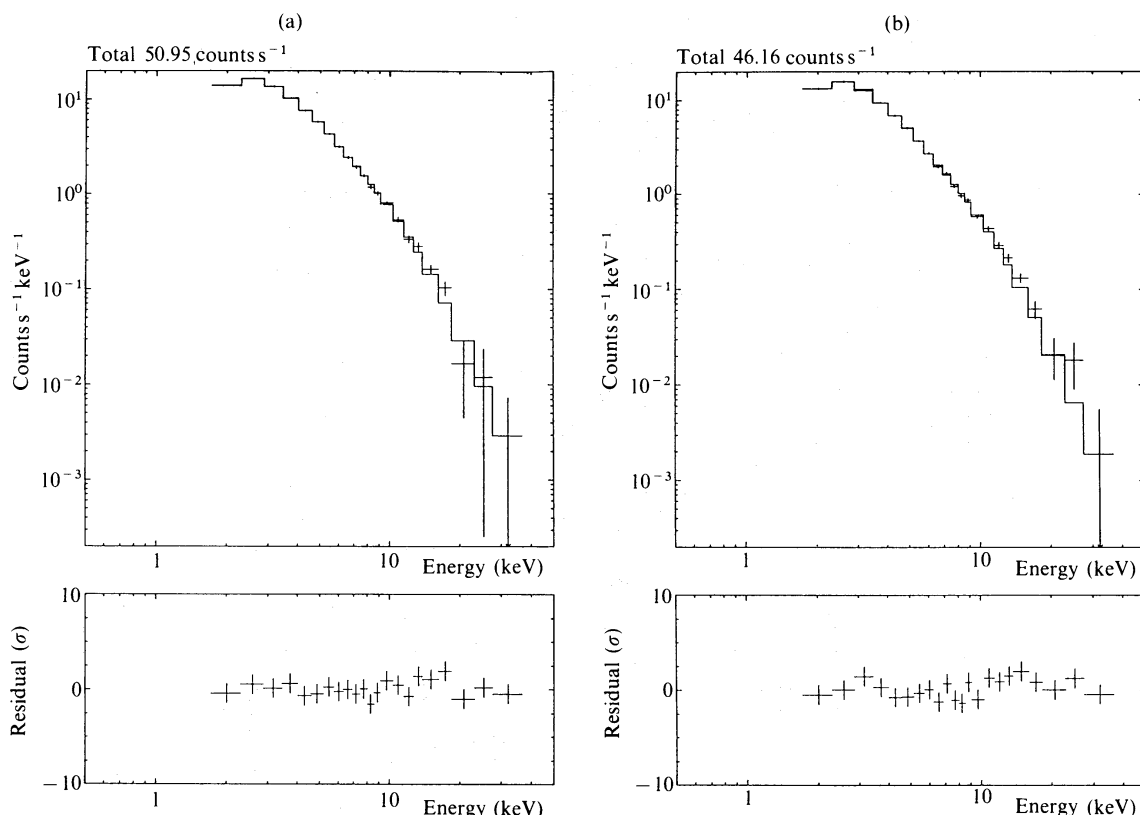 (a)
Total 50.95 counts s⁻¹
Counts s⁻¹ keV⁻¹
10¹
10⁰
10⁻¹
10⁻²
10⁻³
1
10
Energy (keV)
Residual (σ)
10
0
−10
1
10
Energy (keV)
(b)
Total 46.16 counts s⁻¹
Counts s⁻¹ keV⁻¹
10¹
10⁰
10⁻¹
10⁻²
10⁻³
1
10
Energy (keV)
Residual (σ)
10
0
−10
1
10
Energy (keV)